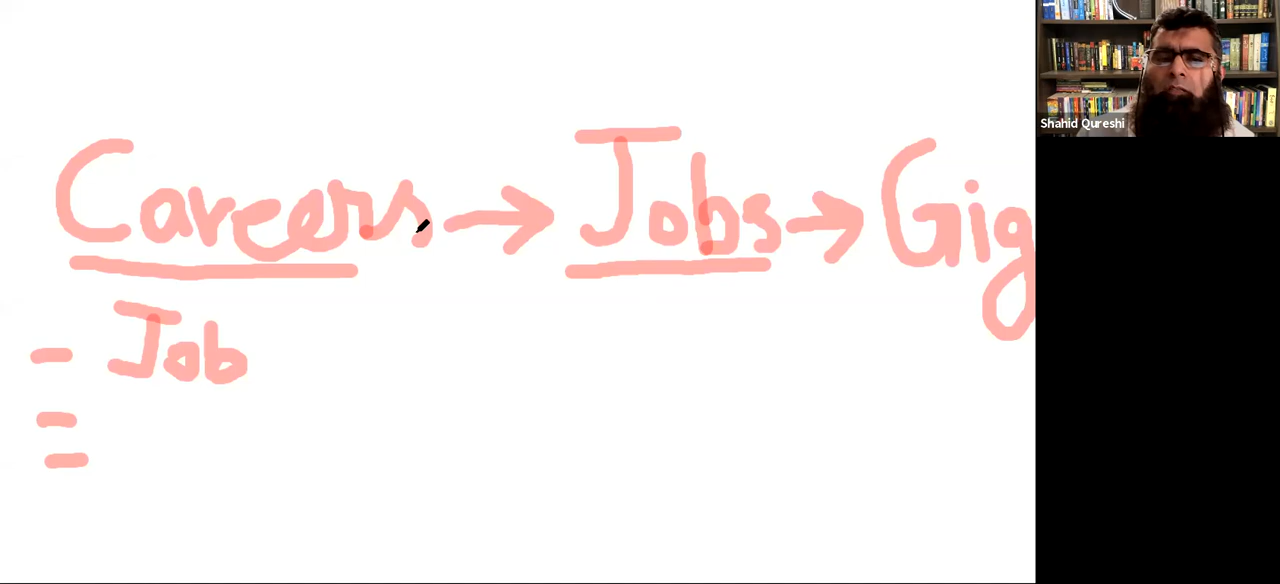 Careers → Jobs → Gig
- Job
-
-
Shahid Qureshi